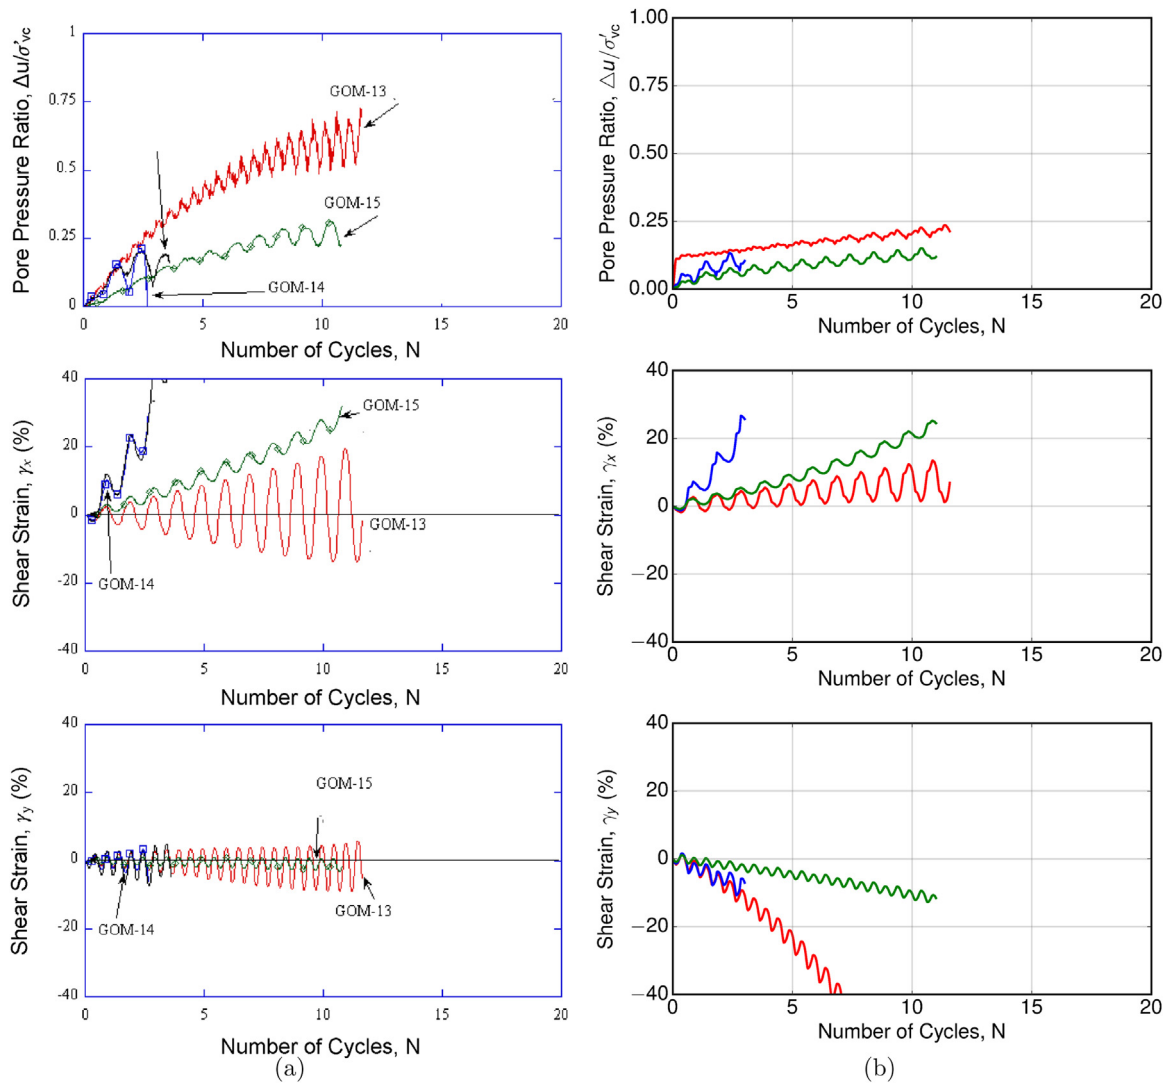 Pore Pressure Ratio, Δu/σ'vc
1
0.75
0.5
0.25
0
GOM-13
GOM-15
GOM-14
0 5 10 15 20
Number of Cycles, N
Shear Strain, γx (%)
40
20
0
-20
-40
GOM-15
GOM-13
GOM-14
0 5 10 15 20
Number of Cycles, N
Shear Strain, γy (%)
40
20
0
-20
-40
GOM-15
GOM-14
GOM-13
0 5 10 15 20
Number of Cycles, N
(a)
Pore Pressure Ratio, △u/σ'vc
1.00
0.75
0.50
0.25
0.00
0 5 10 15 20
Number of Cycles, N
Shear Strain, γx (%)
40
20
0
−20
−40
0 5 10 15 20
Number of Cycles, N
Shear Strain, γy (%)
40
20
0
−20
−40
0 5 10 15 20
Number of Cycles, N
(b)